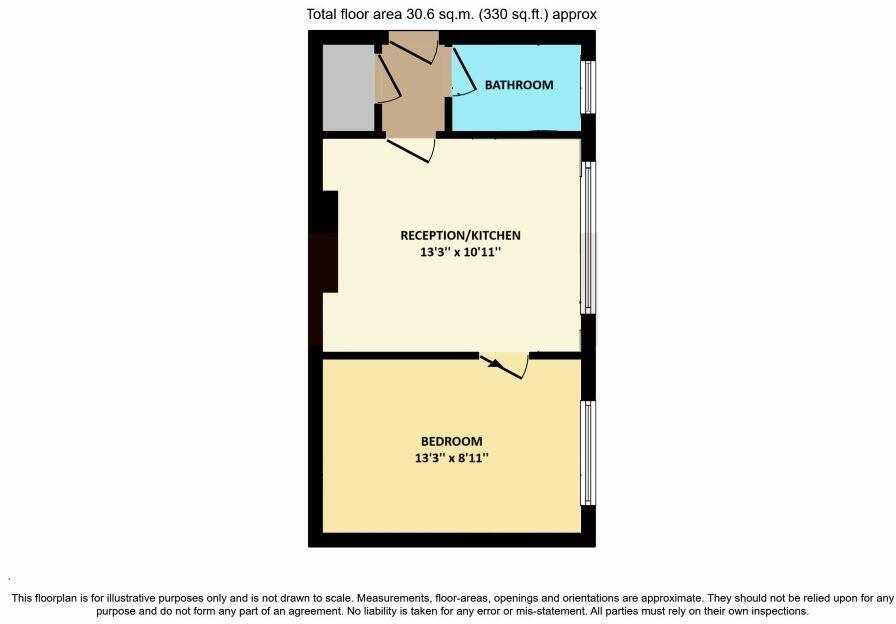 Total floor area 30.6 sq.m. (330 sq.ft.) approx
BATHROOM
RECEPTION/KITCHEN
13'3'' x 10'11''
BEDROOM
13'3'' x 8'11''
.
This floorplan is for illustrative purposes only and is not drawn to scale. Measurements, floor-areas, openings and orientations are approximate. They should not be relied upon for any
purpose and do not form any part of an agreement. No liability is taken for any error or mis-statement. All parties must rely on their own inspections.